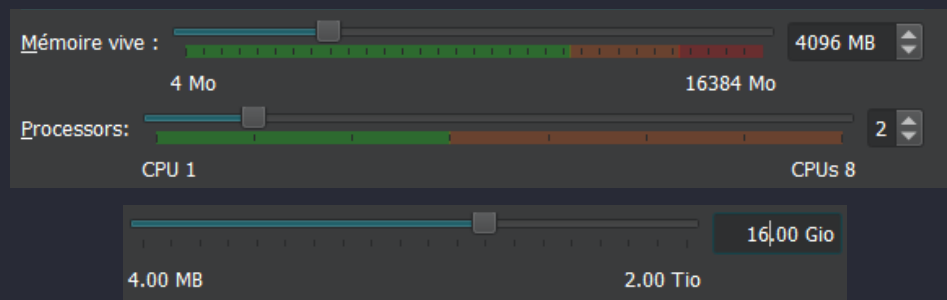 Mémoire vive : 4096 MB
4 Mo 16384 Mo
Processors: 2
CPU 1 CPUs 8
16.00 Gio
4.00 MB 2.00 Tio